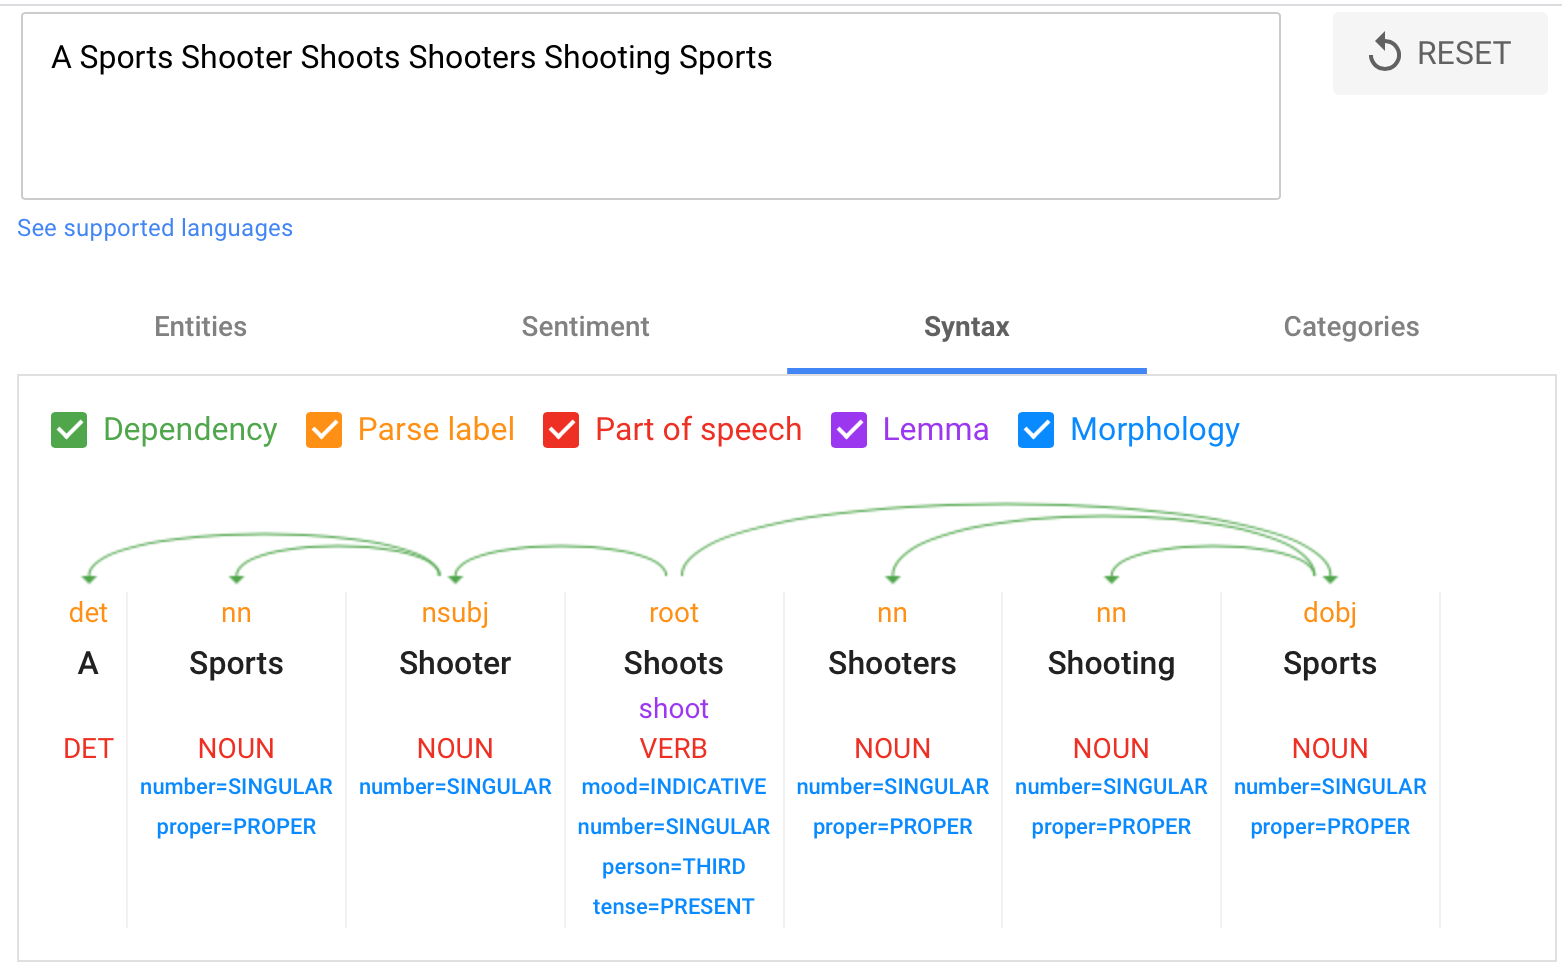 A Sports Shooter Shoots Shooters Shooting Sports
RESET
See supported languages
Entities Sentiment Syntax Categories
Dependency Parse label Part of speech Lemma Morphology
det nn nsubj root nn nn dobj
A Sports Shooter Shoots Shooters Shooting Sports
shoot
DET NOUN NOUN VERB NOUN NOUN NOUN
number=SINGULAR number=SINGULAR mood=INDICATIVE number=SINGULAR number=SINGULAR number=SINGULAR
proper=PROPER number=SINGULAR proper=PROPER proper=PROPER proper=PROPER
person=THIRD
tense=PRESENT